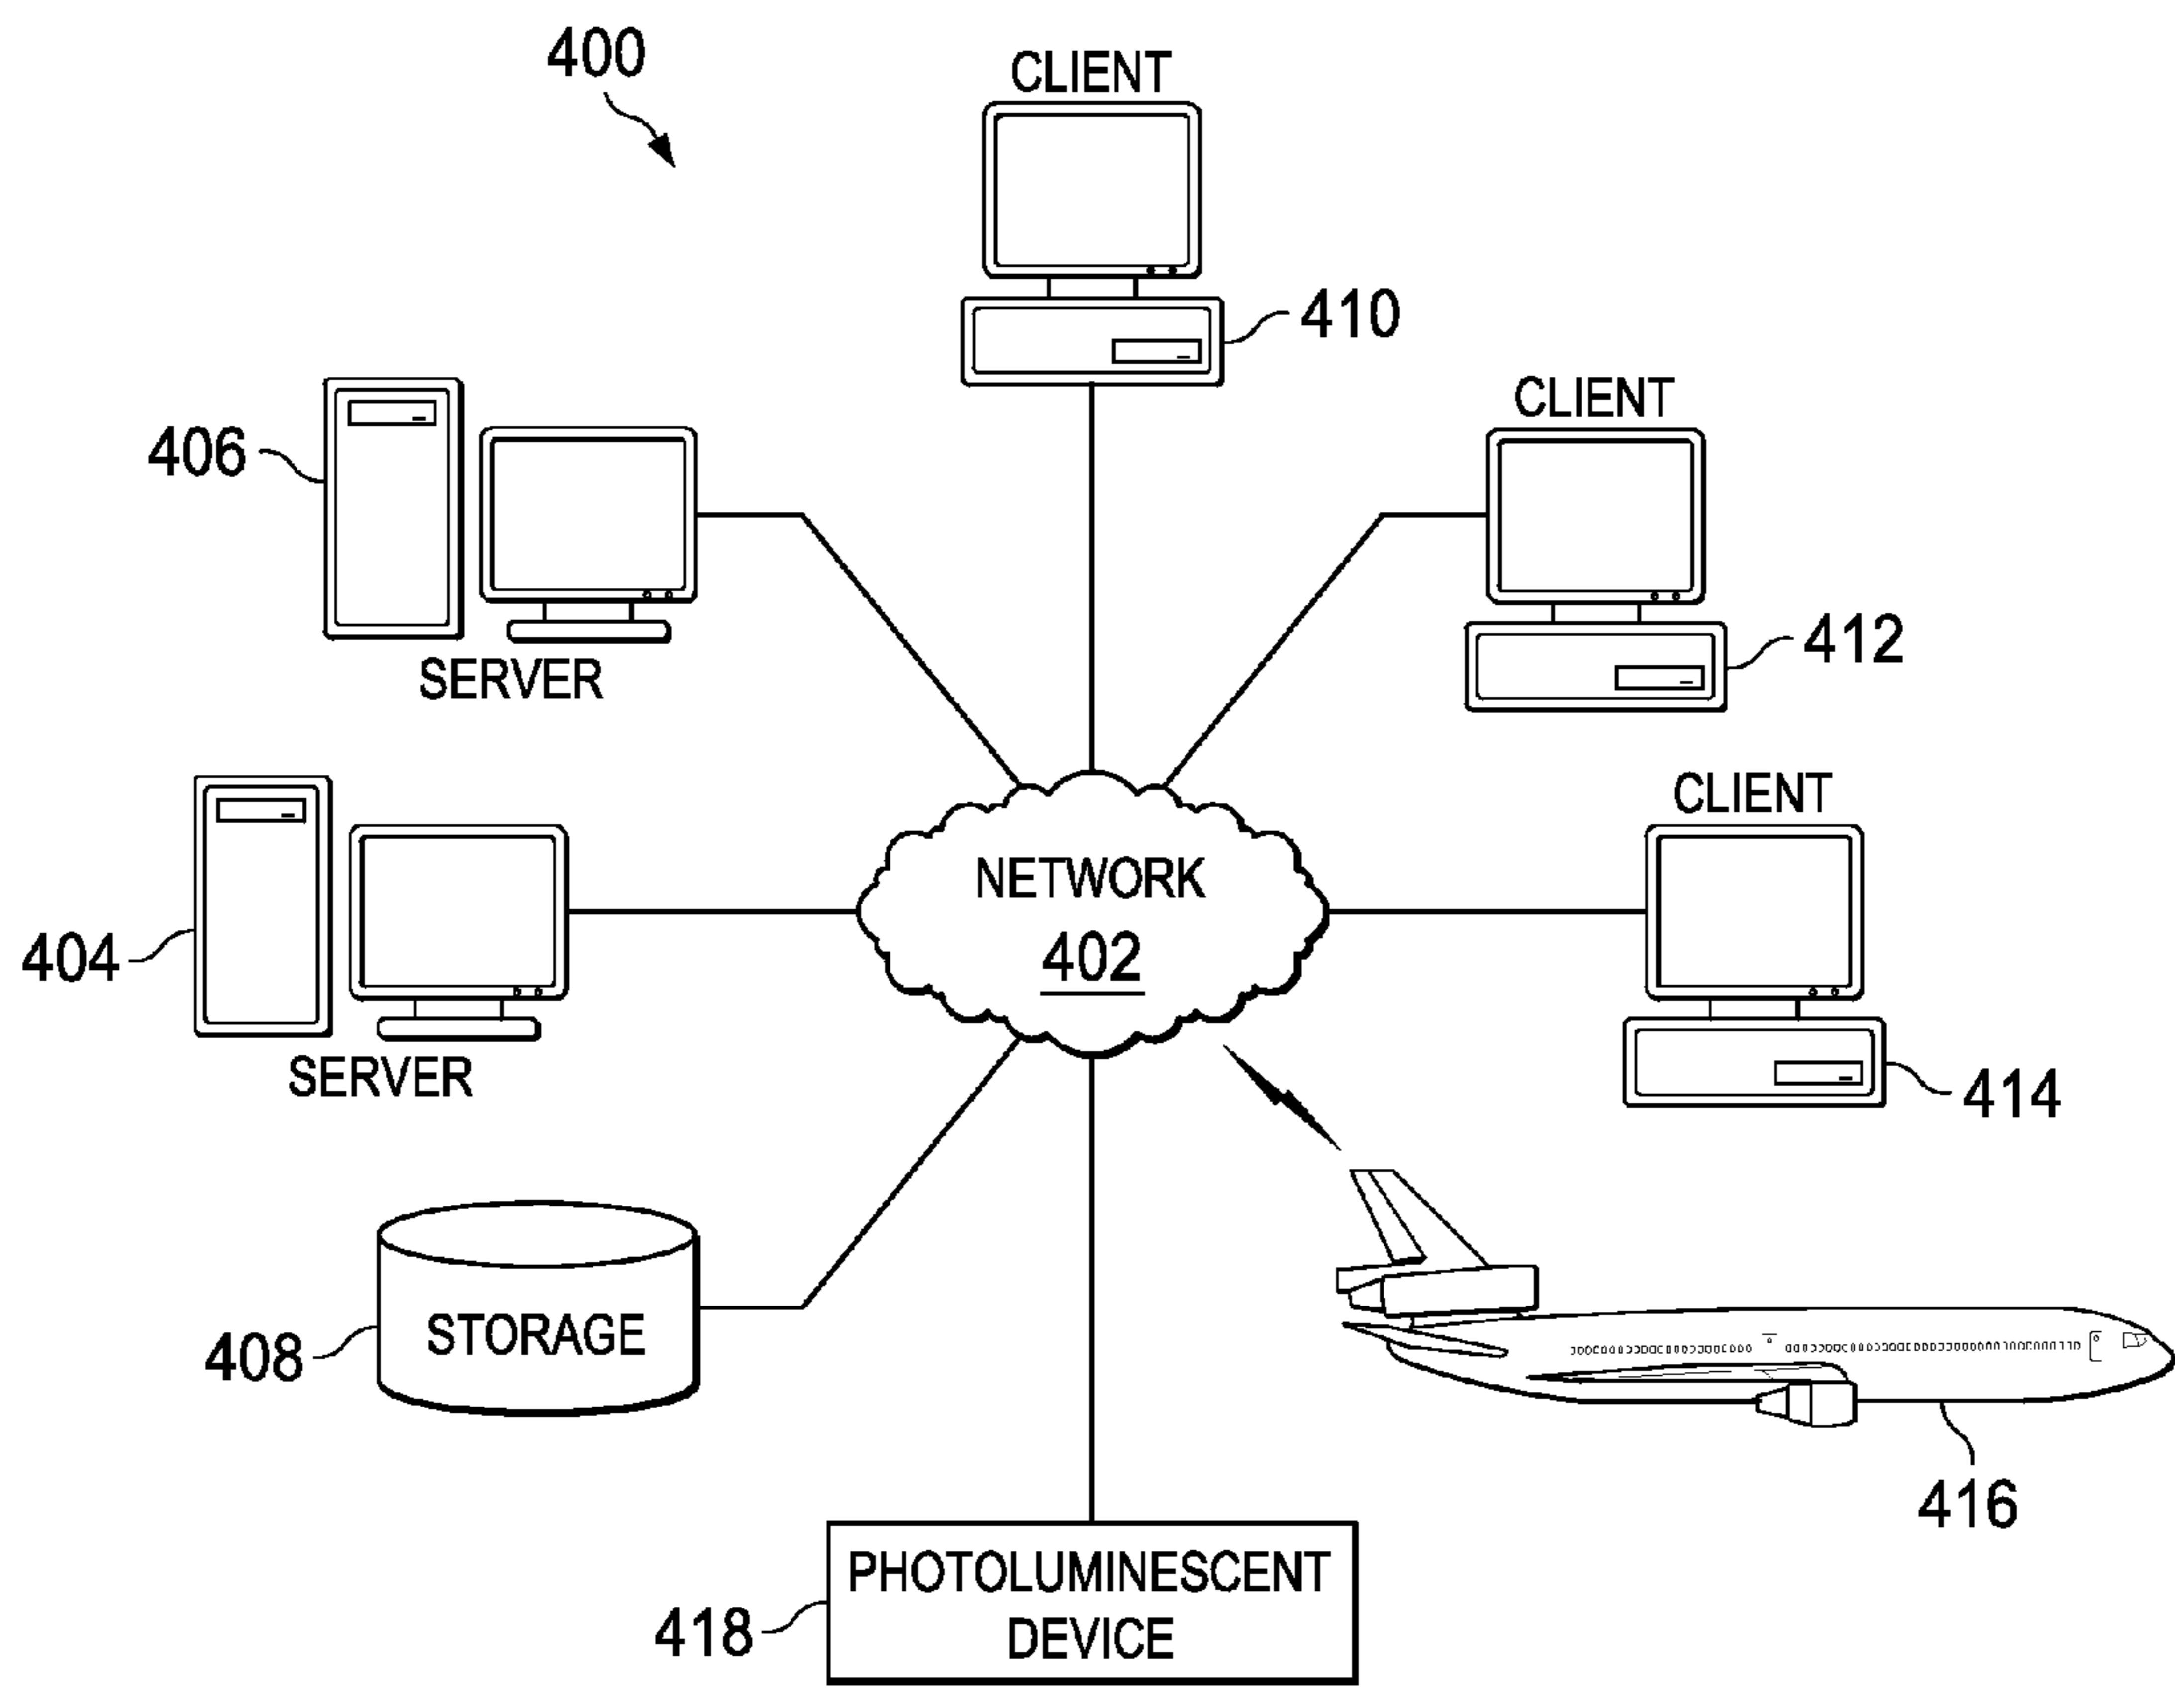 400
CLIENT
410
CLIENT
406
412
SERVER
CLIENT
NETWORK
402
404
SERVER
414
STORAGE
408
416
PHOTOLUMINESCENT
DEVICE
418